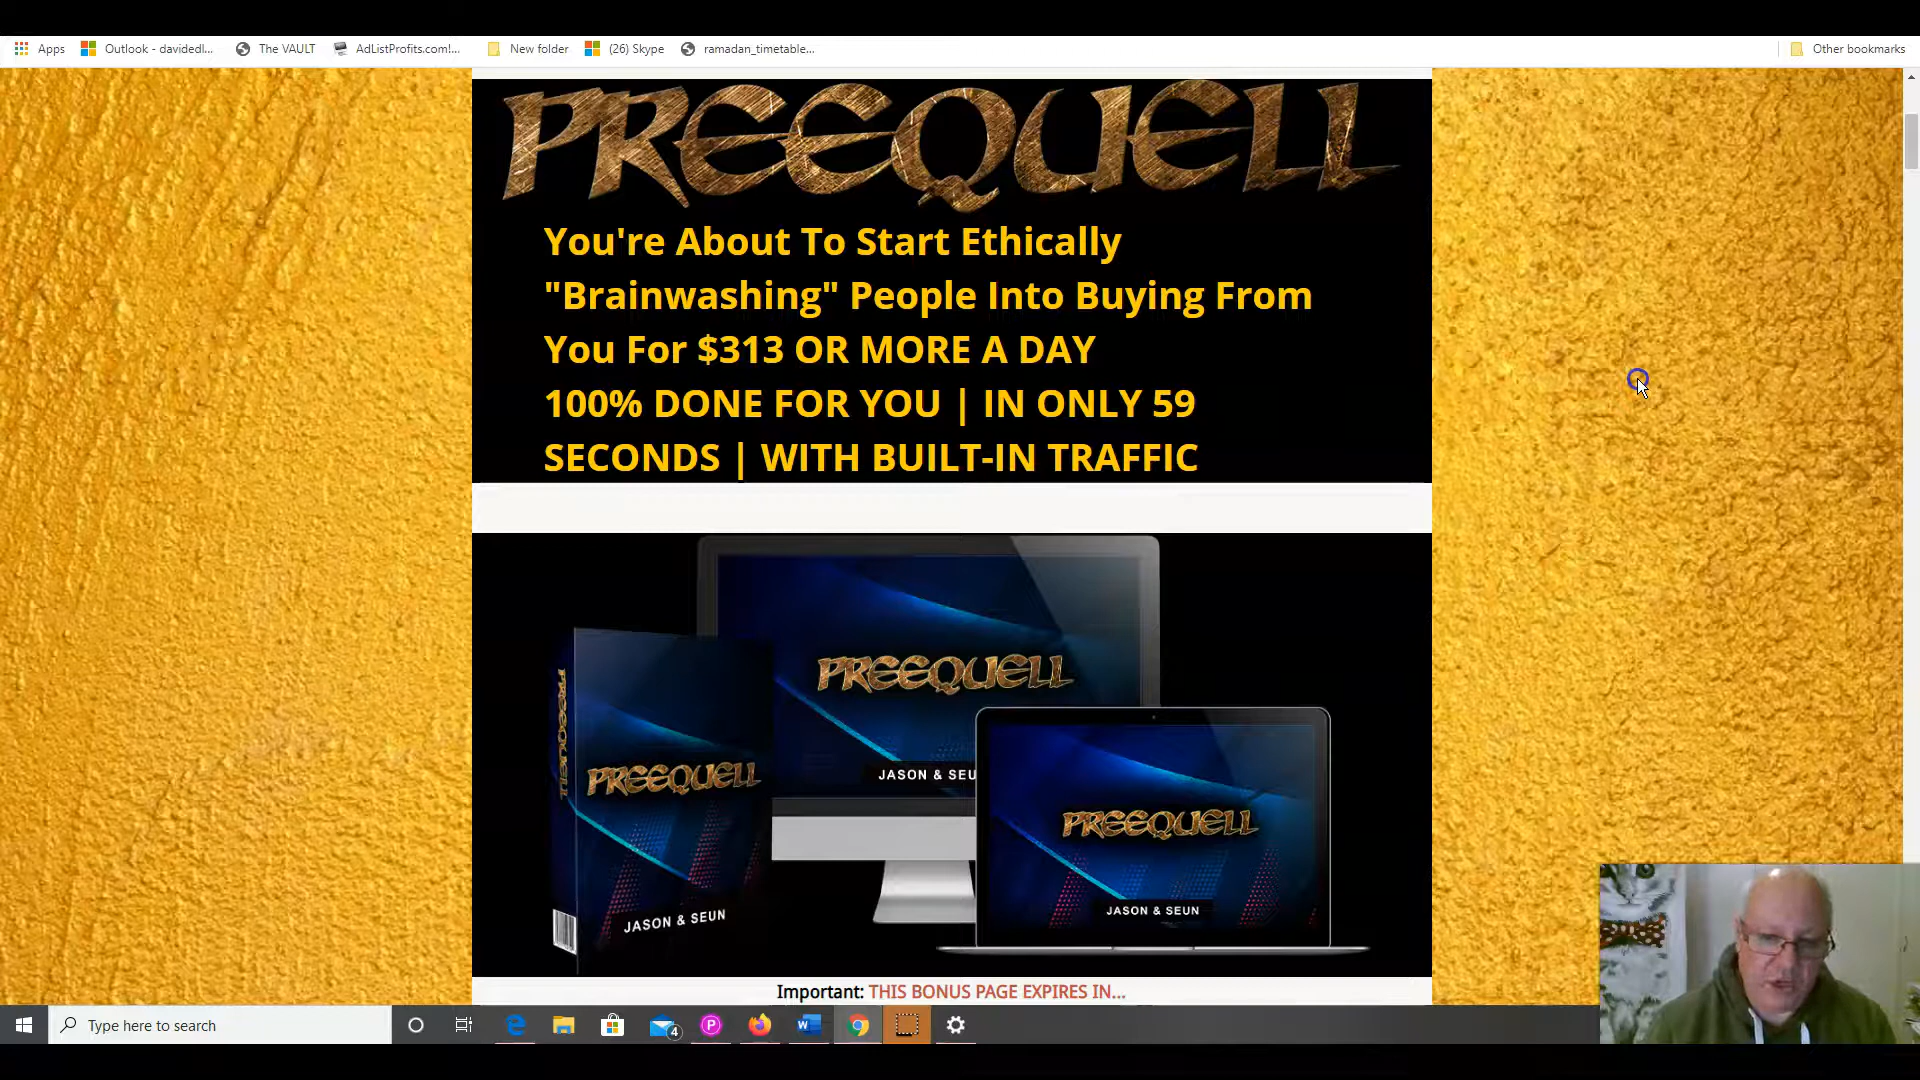 Apps
Outlook - davidedl...
The VAULT
AdListProfits.com!...
New folder
(26) Skype
ramadan_timetable...
Other bookmarks
PREEQUELL
You're About To Start Ethically
"Brainwashing" People Into Buying From
You For $313 OR MORE A DAY
100% DONE FOR YOU | IN ONLY 59
SECONDS | WITH BUILT-IN TRAFFIC
PREEQUELL
JASON & SEU
PREEQUELL
PREEQUELL
JASON & SEUN
PREEQUELL
JASON & SEUN
Important: THIS BONUS PAGE EXPIRES IN...
Type here to search
4